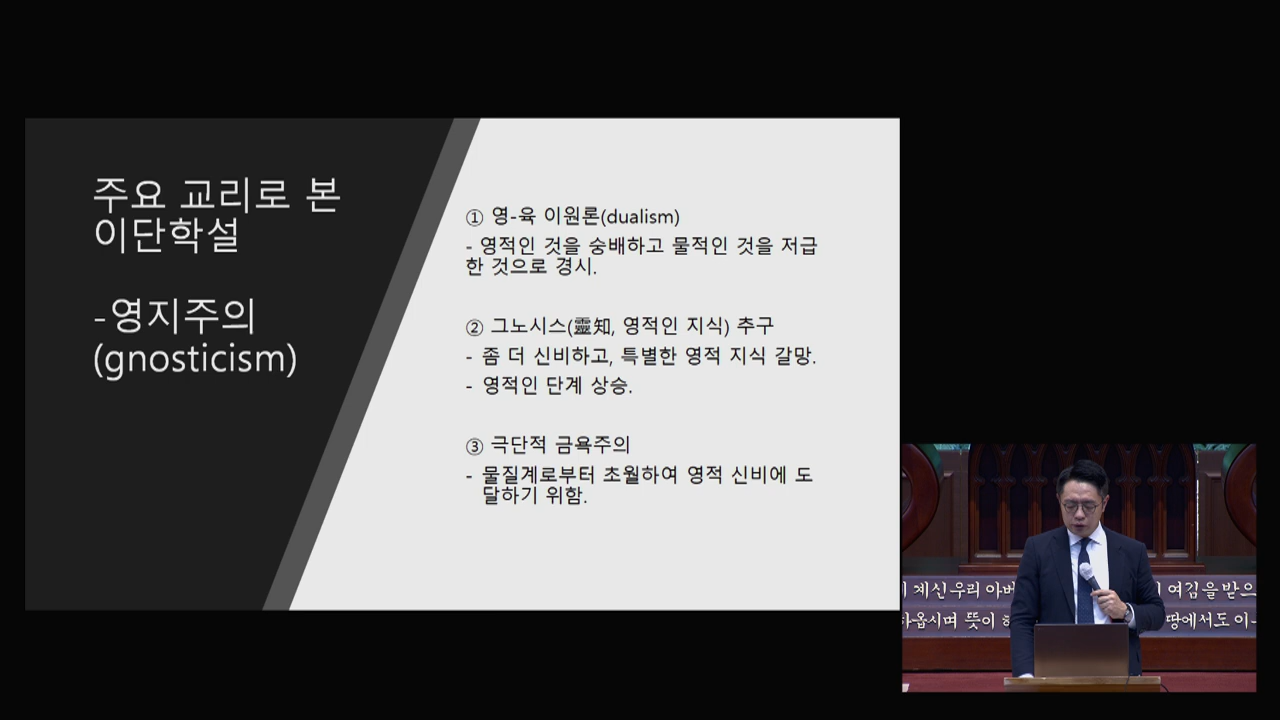 주요 교리로 본
이단학설
-영지주의
(gnosticism)
① 영-육 이원론(dualism)
- 영적인 것을 숭배하고 물적인 것을 저급
한 것으로 경시.
② 그노시스(靈知, 영적인 지식) 추구
- 좀 더 신비하고, 특별한 영적 지식 갈망.
- 영적인 단계 상승.
③ 극단적 금욕주의
- 물질계로부터 초월하여 영적 신비에 도
달하기 위함.
계신 우리 아버
여김을 받으
하옵시며 뜻이
땅에서도